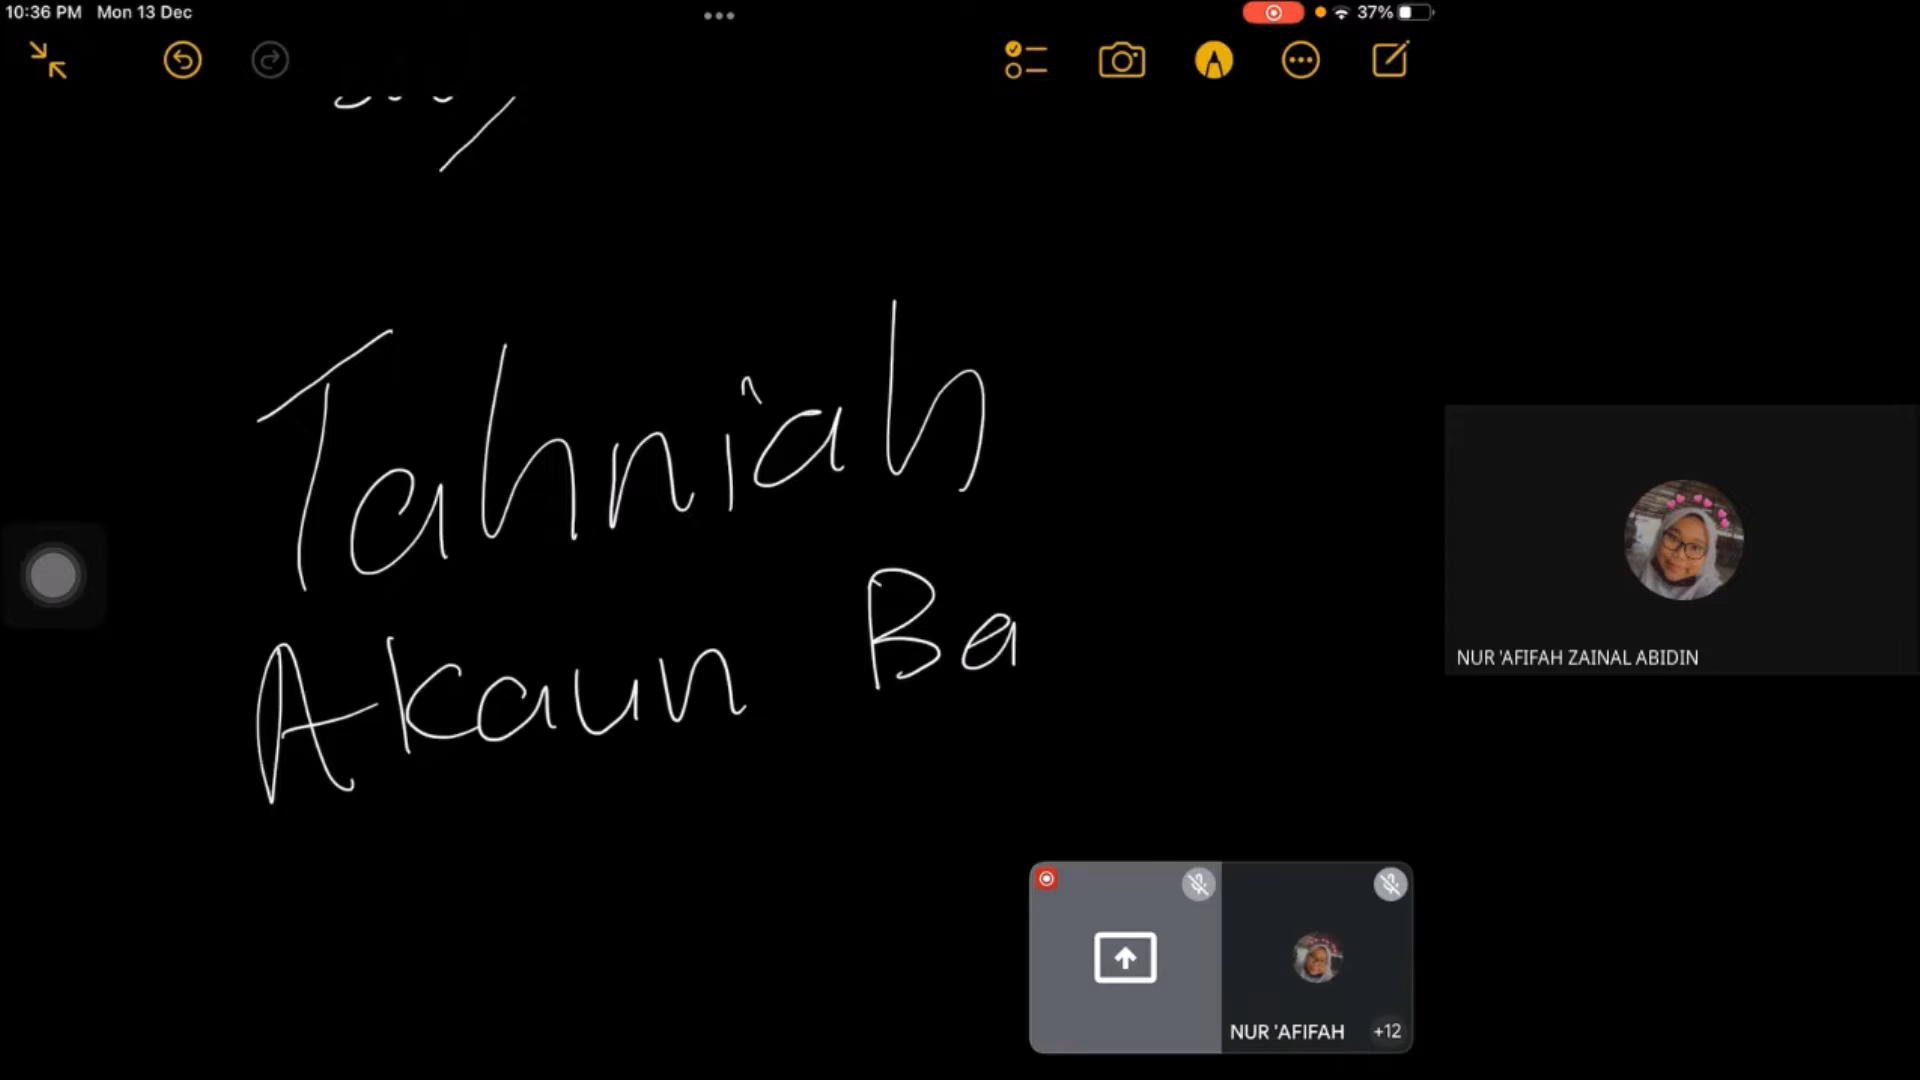 10:36 PM Mon 13 Dec
37%
Tahniah
Akaun Ba
NUR 'AFIFAH ZAINAL ABIDIN
NUR 'AFIFAH +12